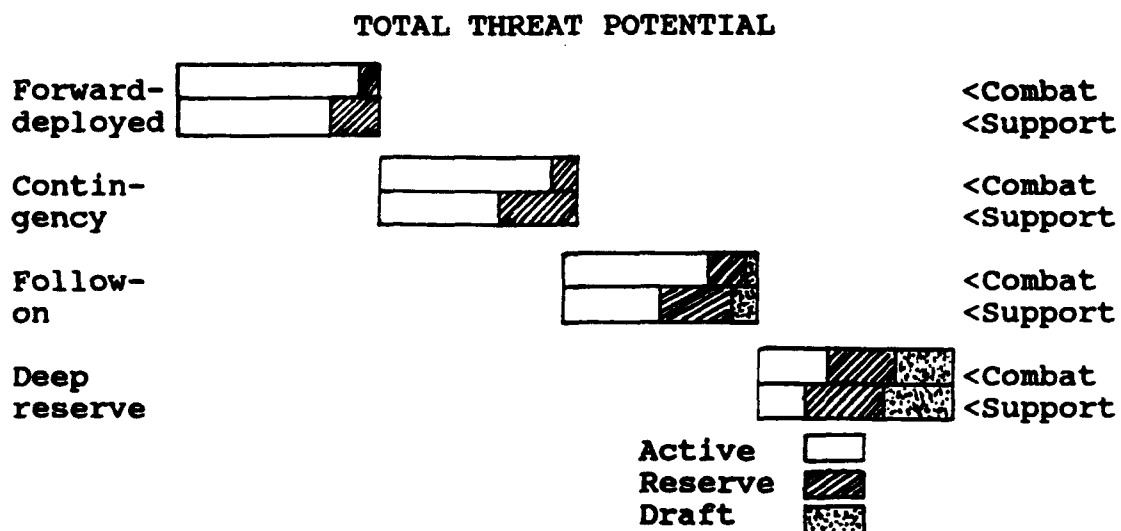 TOTAL THREAT POTENTIAL
Forward-
deployed
<Combat
<Support
Contin-
gency
<Combat
<Support
Follow-
on
<Combat
<Support
Deep
reserve
<Combat
<Support
Active
Reserve
Draft